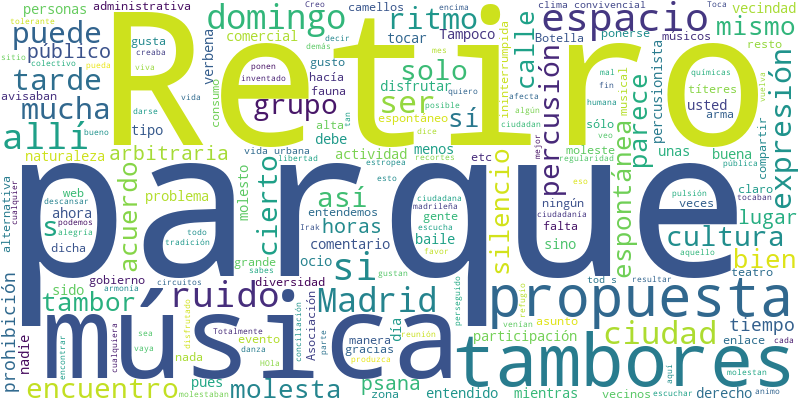 Retiro
parque
música
tambores
propuesta
Madrid
ruido
espacio
domingo
ritmo
mismo
calle
expresión
percusión
espontánea
parece
silencio
cultura
ciudad
lugar
bien
tiempo
molesta
encuentro
tambor
prohibición
acuerdo
cierto
así
si
sí
ser
solo
grupo
allí
mucha
tarde
puede
público
personas
administrativa
tolerante
gusta
creaba
sitio
colectivo
viva
avisaban
bueno
vida
darse
tipo
naturaleza
arbitraria
comercial
verbena
consumo
ponen
inventado
hacía
fauna
gusto
demás
decir
camellos
Creo
encima
tocar
Tampoco
disfrutar
mes
espontáneo
tan
posible
quiero
dice
alta
debe
vida urbana
libertad
actividad
estropea
esto
recortes
menos
etc
clima convivencial
Botella
ponerse
músicos
Toca
vecindad
resto
ininterrumpida
mal
fin
químicas
pueda
títeres
afecta
algún
humana
vuelva
sólo
musical
veo
usted
arma
ciudadan
percusionista
moleste
regularidad
compartir
mejor
eso
pública
unas
buena
ningún
pulsión
claro
veces
tocaban
ciudadanía
falta
sino
aquello
teatro
tod@s
resultar
perseguido
refugio
venían
asunto
cada
participación
enlace
vecinos
escuchar
derecho
animo
molestan
aquí
mientras
entendido
zona
psana
reunión
produzca
favor
gustan
Irak
armonía
circuitos
diversidad
gobierno
sido
podemos
alegría
tradición
todo
dicha
ahora
descansar
web
problema
molesto
alternativa
cualquier
s
horas
entendemos
comentario
ocio
grande
sabes
gente
baile
ciudadana
madrileña
escucha
Asociación
conciliación
parte
día
manera
gracias
evento
danza
Totalmente
HOla
disfrutado
nada
sea
vaya
pues
molestaban
cualquiera
encontrar
nadie